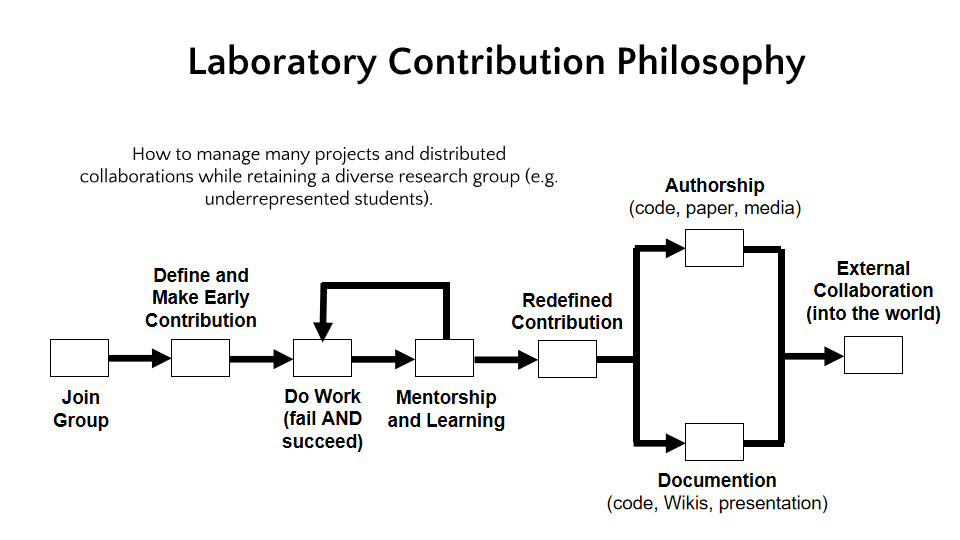 Laboratory Contribution Philosophy
How to manage many projects and distributed
collaborations while retaining a diverse research group (e.g.
underrepresented students).
Join
Group
Define and
Make Early
Contribution
Do Work
(fail AND
succeed)
Mentorship
and Learning
Redefined
Contribution
Authorship
(code, paper, media)
Documention
(code, Wikis, presentation)
External
Collaboration
(into the world)